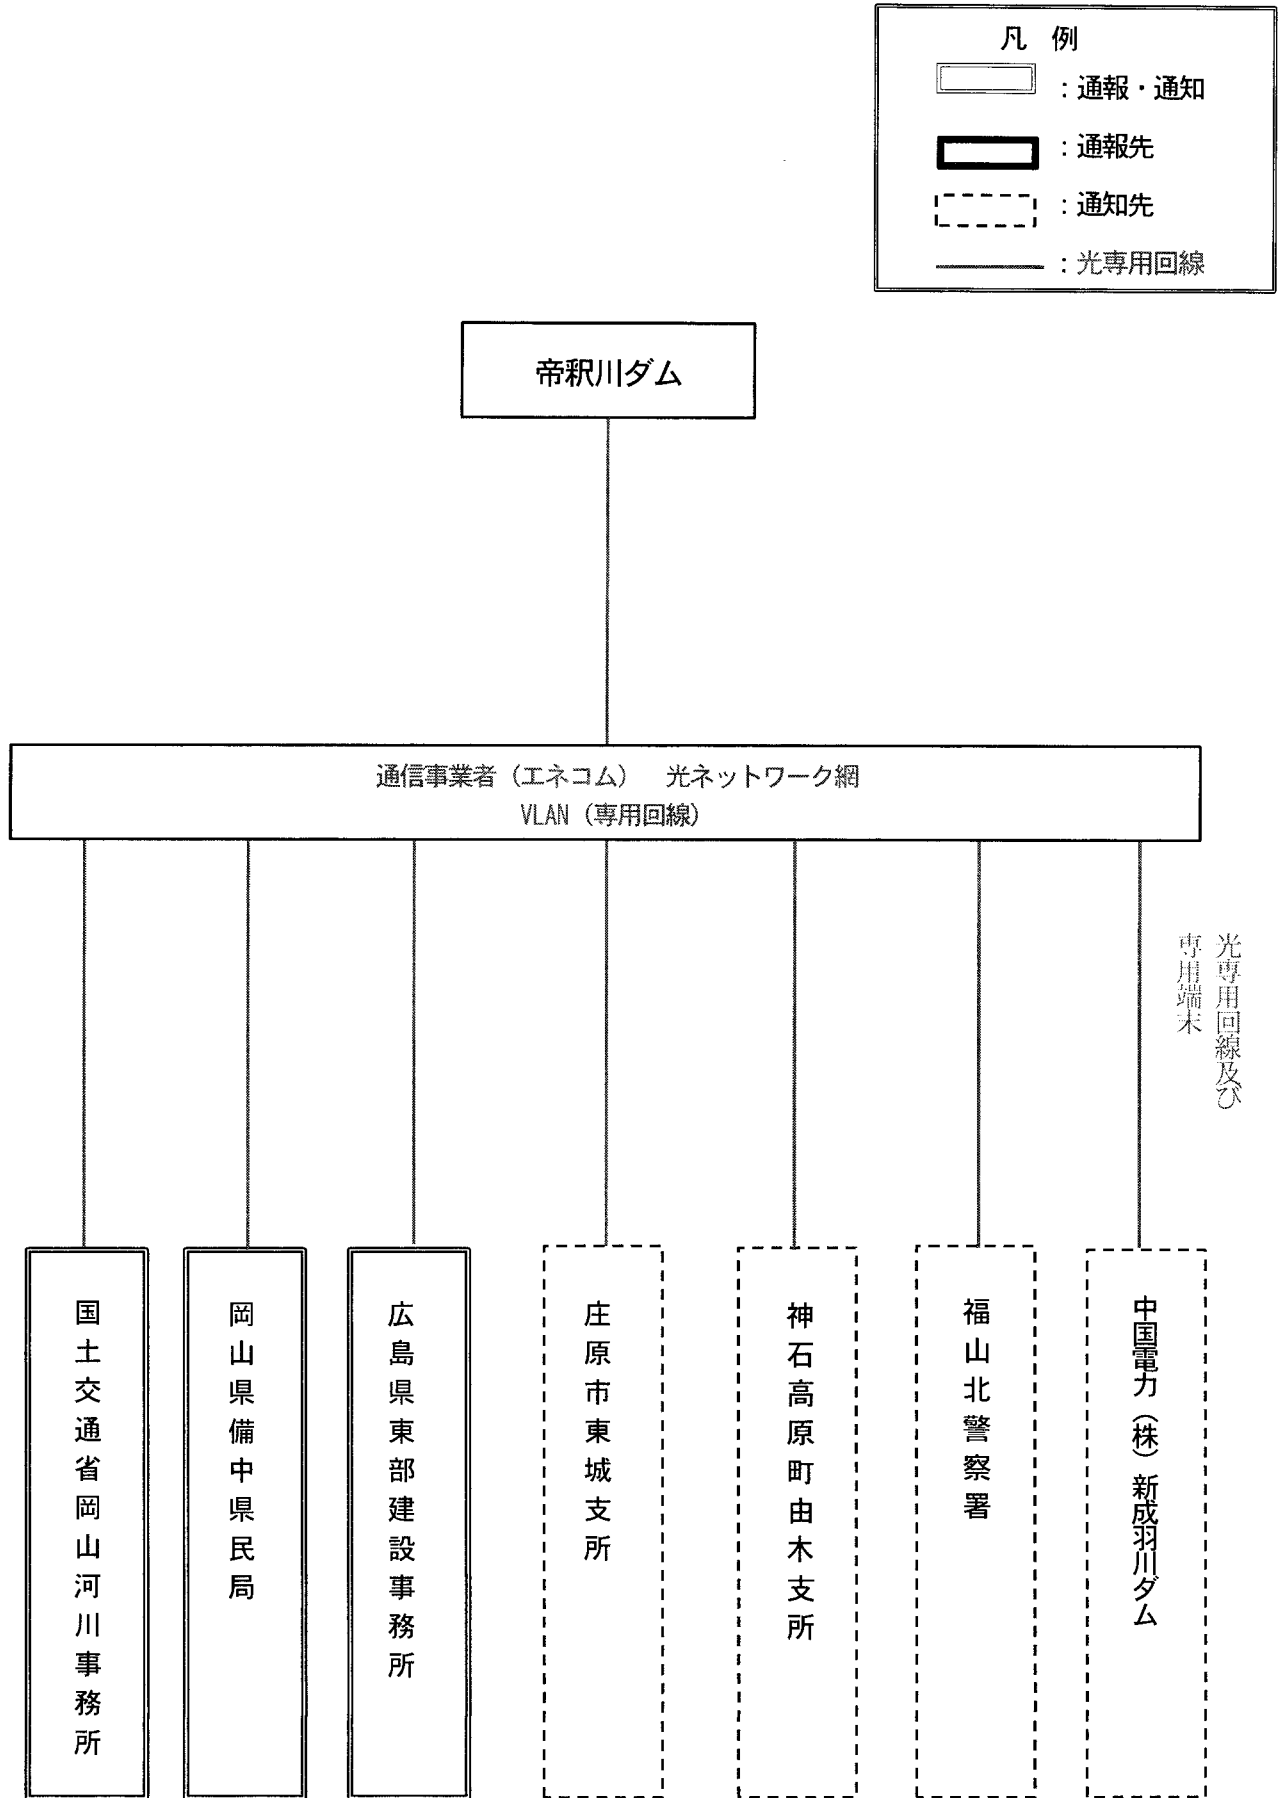 凡 例
：通報・通知
：通報先
：通知先
：光専用回線
帝釈川ダム
通信事業者（エネコム） 光ネットワーク網
VLAN（専用回線）
光専用回線及び
専用端末
国土交通省岡山河川事務所
岡山県備中県民局
広島県東部建設事務所
庄原市東城支所
神石高原町由木支所
福山北警察署
中国電力（株）新成羽川ダム